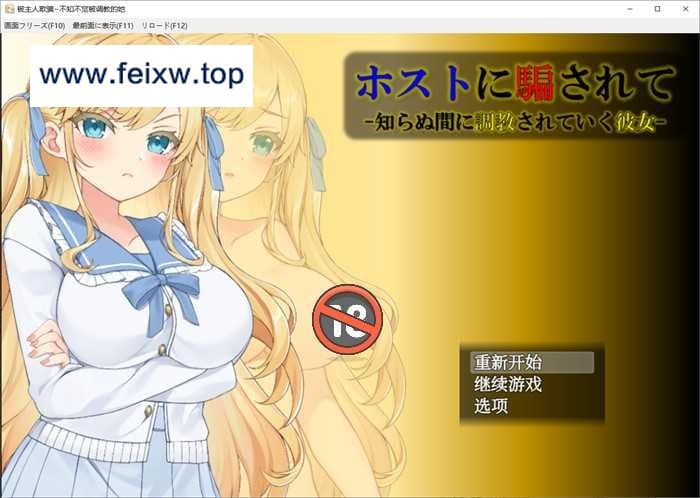 被主人欺骗~不知不觉被调教的她
画面フリーズ(F10) 最前面に表示(F11) リロード(F12)
www.feixw.top
ホストに騙されて
-知らぬ間に調教されていく彼女-
18
重新开始
继续游戏
选项